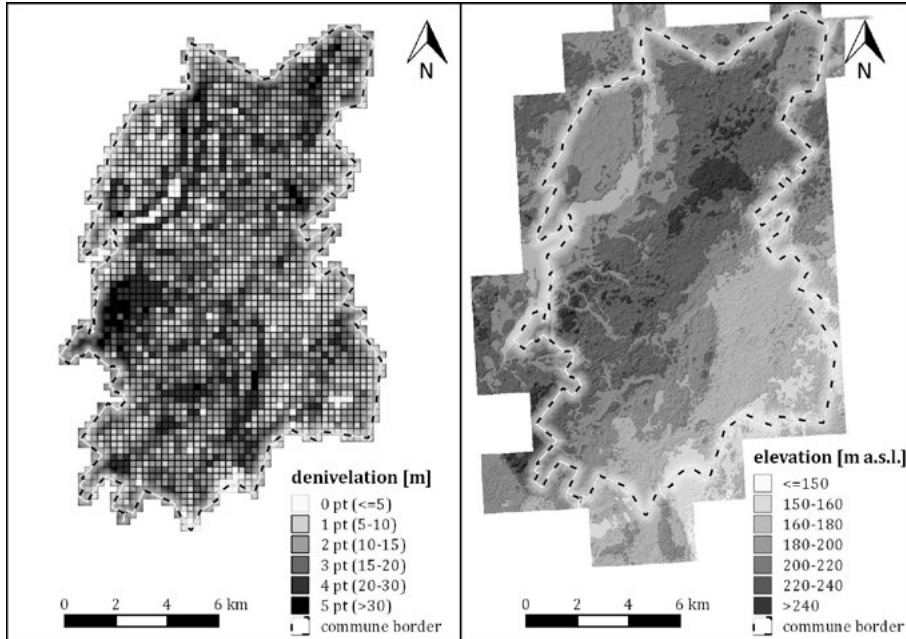 N
denivelation [m]
0 pt (<=5)
1 pt (5-10)
2 pt (10-15)
3 pt (15-20)
4 pt (20-30)
5 pt (>30)
commune border
0 2 4 6 km
N
elevation [m a.s.l.]
<=150
150-160
160-180
180-200
200-220
220-240
>240
commune border
0 2 4 6 km